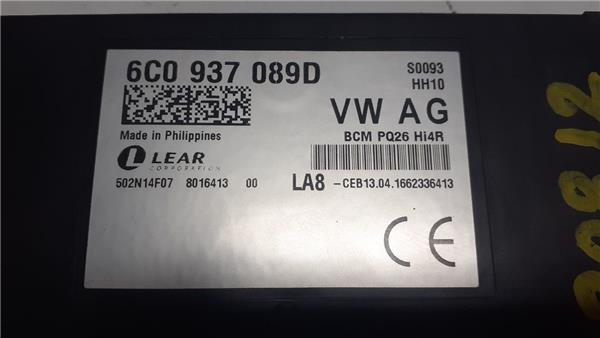 6C0 937 089D
S0093
HH10
VW AG
Made in Philippines
BCM PQ26 Hi4R
LEAR
CORPORATION
502N14F07 8016413 00
LA8 -CEB13.04.1662336413
CE